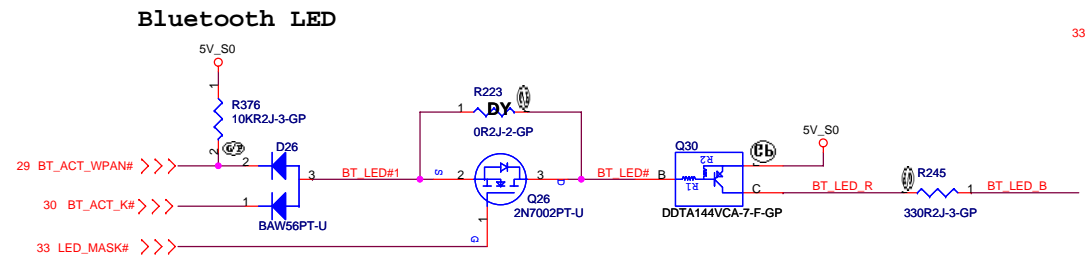 Bluetooth LED
33
5V_S0
1
R376
10KR2J-3-GP
2
G/P
R223
1
DY
2
0R2J-2-GP
5V_S0
29 BT_ACT_WPAN#
2
D26
3
BT_LED#1
S
2
3
D
BT_LED#
B
Q30
R1
R2
E
C
BT_LED_R
2
R245
1
BT_LED_B
330R2J-3-GP
DDTA144VCA-7-F-GP
30 BT_ACT_K#
1
BAW56PT-U
Q26
2N7002PT-U
1
G
33 LED_MASK#